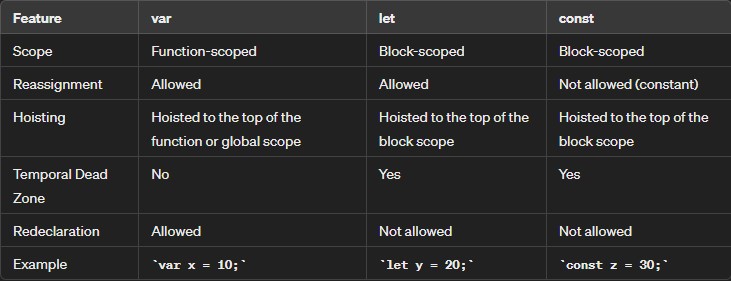 Feature var let const
Scope Function-scoped Block-scoped Block-scoped
Reassignment Allowed Allowed Not allowed (constant)
Hoisting Hoisted to the top of the Hoisted to the top of the Hoisted to the top of the
function or global scope block scope block scope
Temporal Dead No Yes Yes
Zone
Redeclaration Allowed Not allowed Not allowed
Example `var x = 10;` `let y = 20;` `const z = 30;`